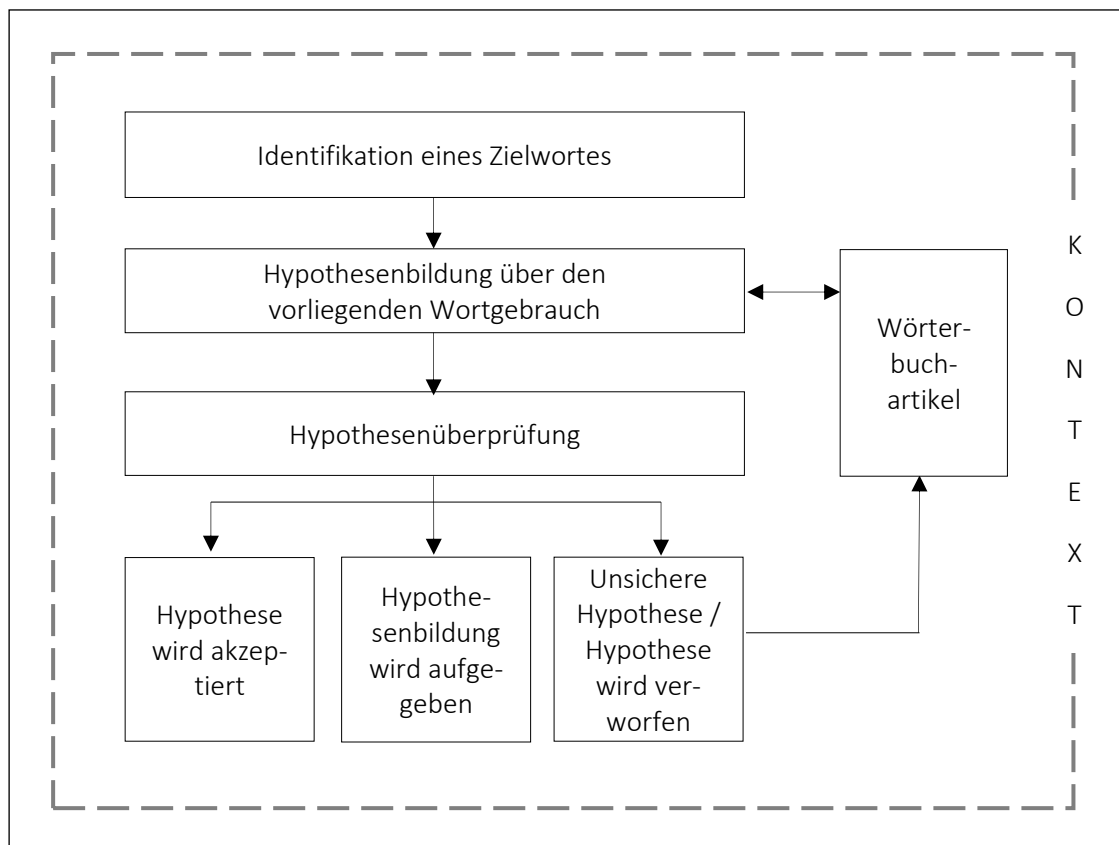 Identifikation eines Zielwortes
Hypothesenbildung über den
vorliegenden Wortgebrauch
Hypothesenüberprüfung
Hypothese
wird akzep-
tiert
Hypothe-
senbildung
wird aufge-
geben
Unsichere
Hypothese /
Hypothese
wird ver-
worfen
Wörter-
buch-
artikel
K
O
N
T
E
X
T